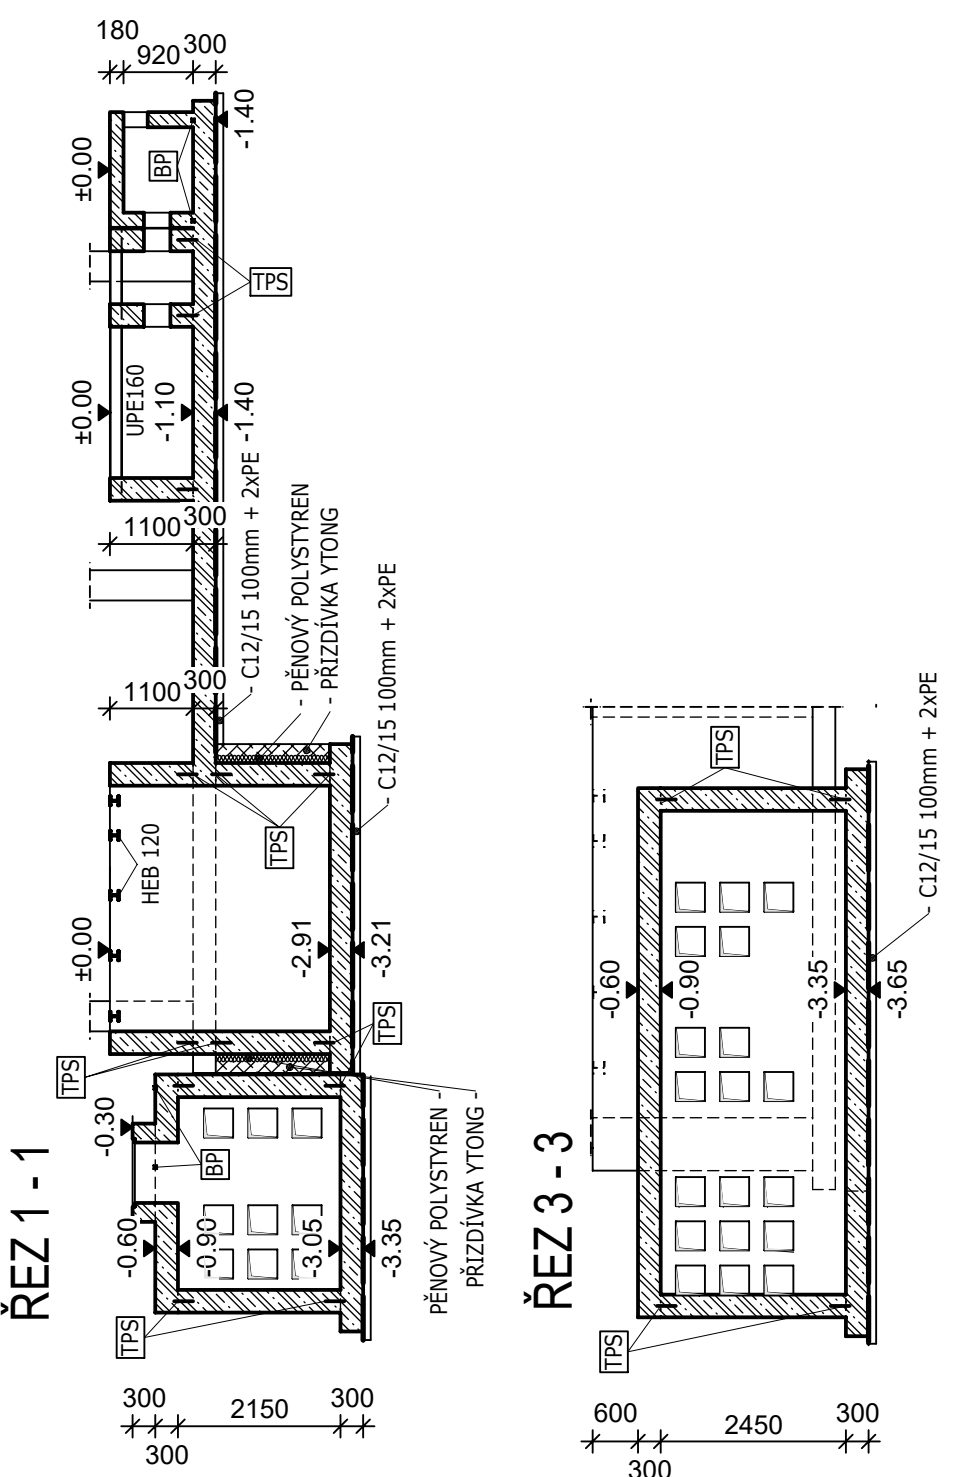 180
920
300
±0.00
BP
-1.40
TPS
±0.00
UPE160
-1.10
-1.40
1100
300
- C12/15 100mm + 2xPE
- PĚNOVÝ POLYSTYREN
- PŘIZDÍVKA YTONG
1100
300
- C12/15 100mm + 2xPE
HEB 120
TPS
±0.00
-2.91
-3.21
TPS
TPS
-0.30
BP
-0.60
-0.90
-3.05
-3.35
TPS
PĚNOVÝ POLYSTYREN -
PŘIZDÍVKA YTONG -
ŘEZ 1 - 1
300
300
2150
300
ŘEZ 3 - 3
TPS
-0.60
-0.90
-3.35
-3.65
- C12/15 100mm + 2xPE
TPS
600
300
2450
300